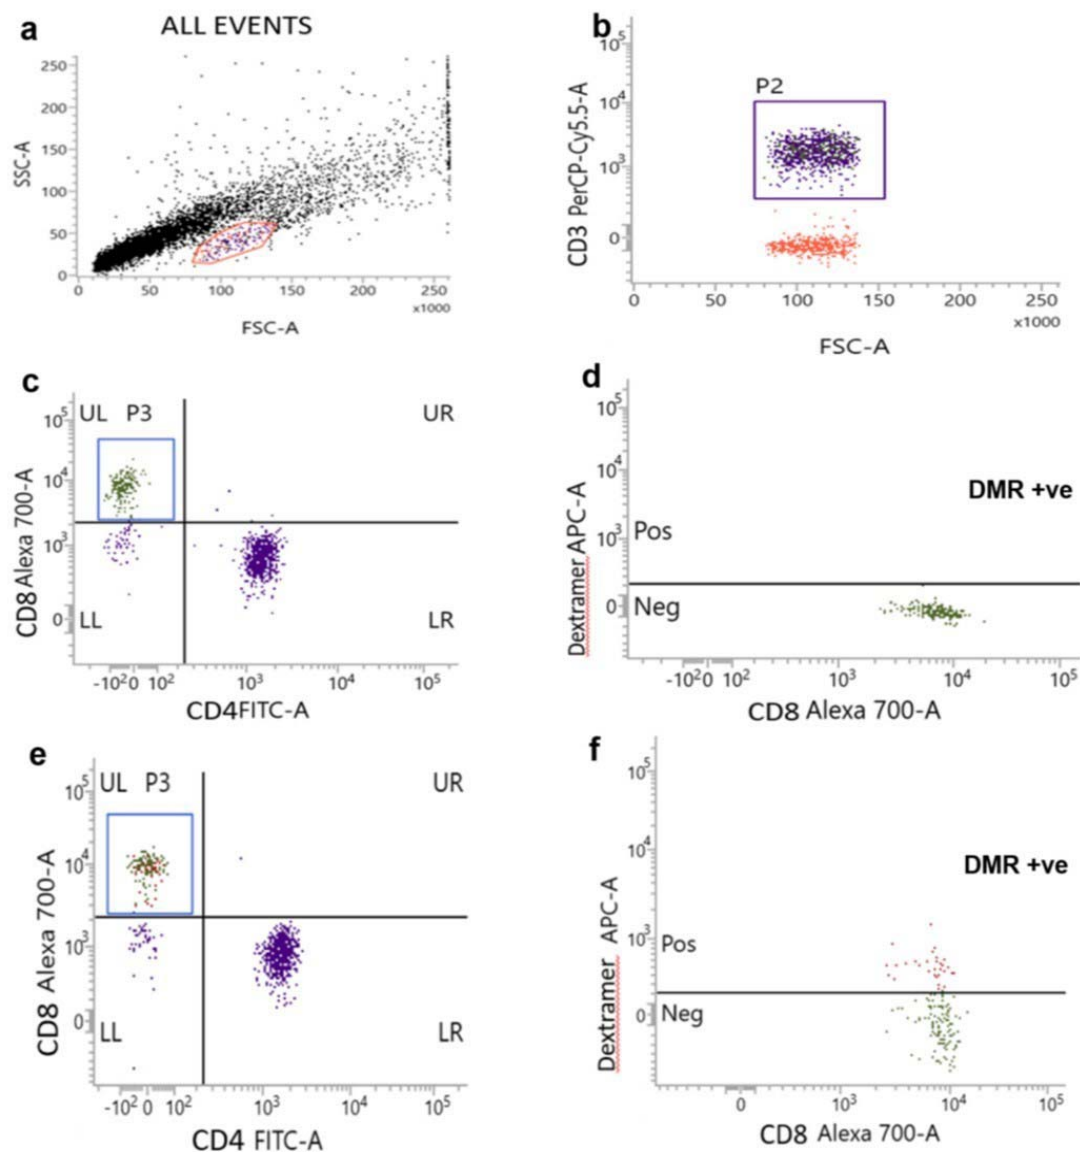 a
ALL EVENTS
SSC-A
250
200
150
100
50
0
0 50 100 150 200 250
x1000
FSC-A
b
CD3 PerCP-Cy5.5-A
10^5
10^4
10^3
0
P2
0 50 100 150 200 250
x1000
FSC-A
c
CD8 Alexa 700-A
10^5
10^4
10^3
0
UL P3 UR
LL LR
-10^2 0 10^2 10^3 10^4 10^5
CD4FITC-A
d
Dextramer APC-A
10^5
10^4
10^3
0
DMR +ve
Pos
Neg
-10^2 0 10^2 10^3 10^4 10^5
CD8 Alexa 700-A
e
CD8 Alexa 700-A
10^5
10^4
10^3
0
UL P3 UR
LL LR
-10^2 0 10^2 10^3 10^4 10^5
CD4 FITC-A
f
Dextramer APC-A
10^5
10^4
10^3
0
DMR +ve
Pos
Neg
0 10^3 10^4 10^5
CD8 Alexa 700-A